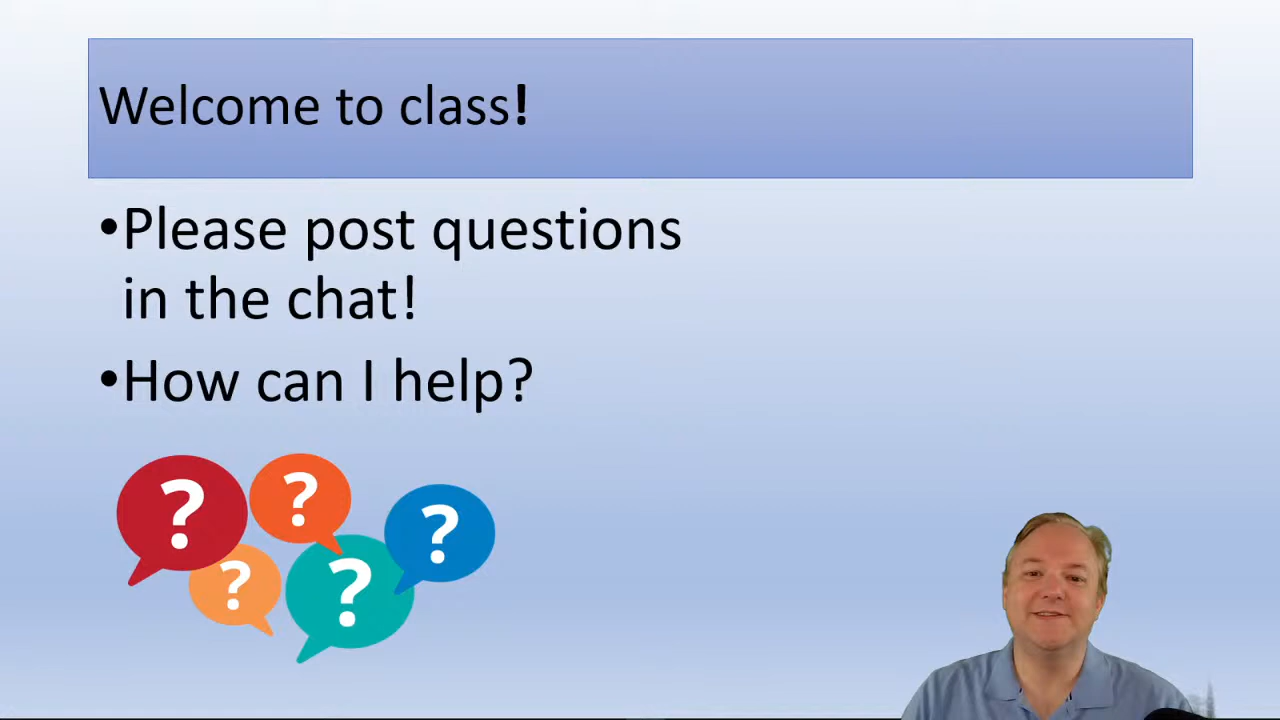 Welcome to class!
•Please post questions
in the chat!
•How can I help?
? ? ?
? ?